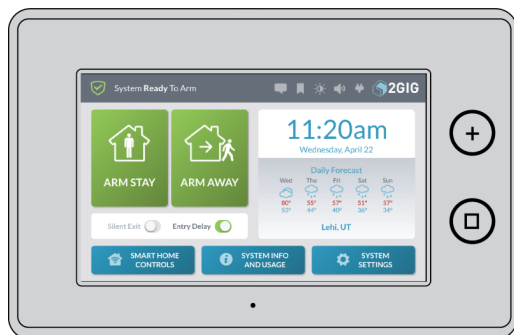 System Ready To Arm
2GIG
ARM STAY
ARM AWAY
Silent Exit
Entry Delay
11:20am
Wednesday, April 22
Daily Forecast
Wed Thu Fri Sat Sun
80° 55° 57° 51° 57°
53° 44° 40° 36° 34°
Lehi, UT
SMART HOME
CONTROLS
SYSTEM INFO
AND USAGE
SYSTEM
SETTINGS